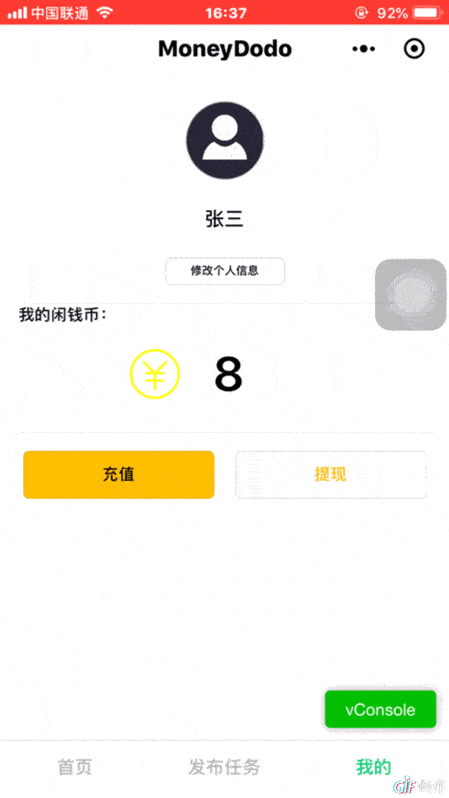 中国联通 16:37 92%
MoneyDodo
张三
修改个人信息
我的闲钱币：
¥ 8
充值 提现
vConsole
首页 发布任务 我的